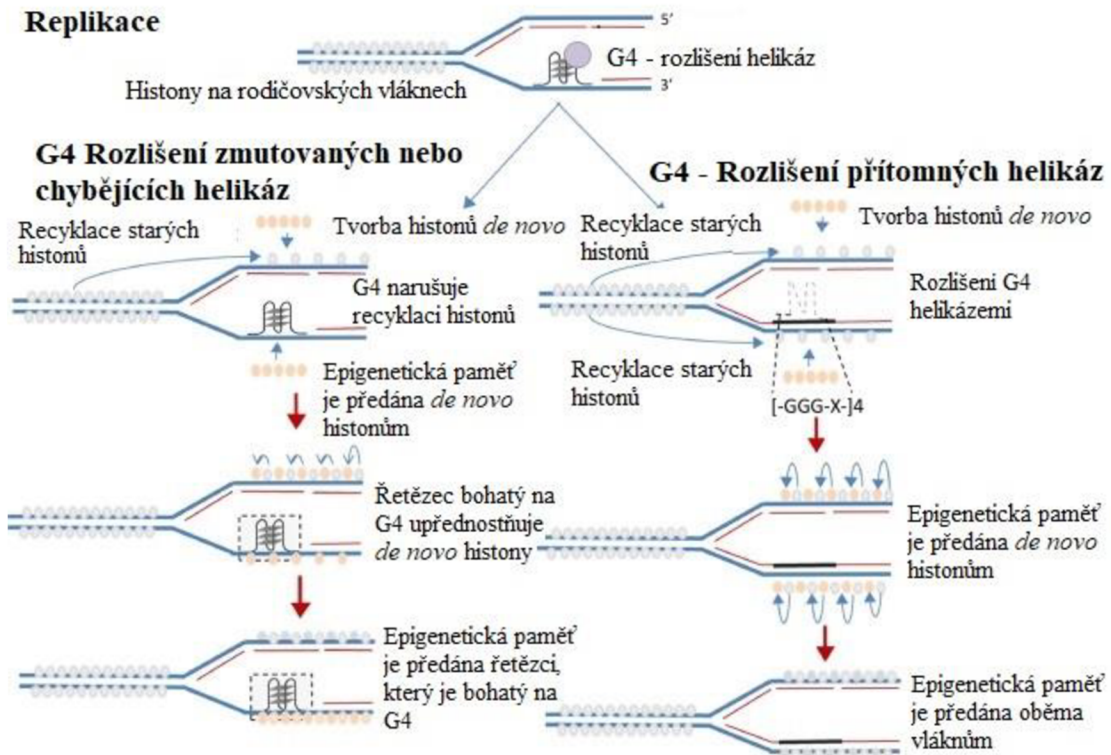 Replikace
5'
G4 - rozlišení helikáz
3'
Histony na rodičovských vláknech
G4 Rozlišení zmutovaných nebo
chybějících helikáz
Recyklace starých
histonů
Tvorba histonů de novo
G4 narušuje
recyklaci histonů
Epigenetická paměť
je předána de novo
histonům
Řetězec bohatý na
G4 upřednostňuje
de novo histony
Epigenetická paměť
je předána řetězci,
který je bohatý na
G4
G4 - Rozlišení přítomných helikáz
Recyklace starých
histonů
Tvorba histonů de novo
Rozlišení G4
helikázemi
Recyklace starých
histonů
[-GGG-X-]4
Epigenetická paměť
je předána de novo
histonům
Epigenetická paměť
je předána oběma
vláknům